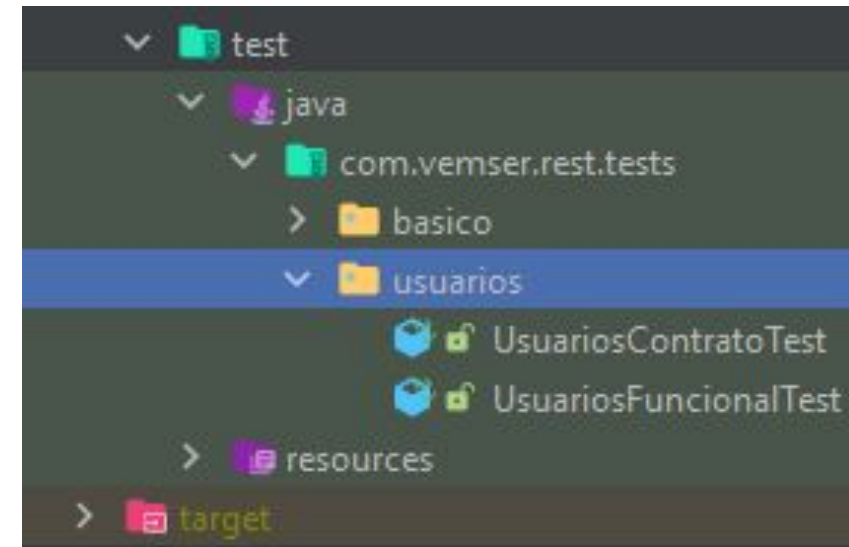 test
java
com.vemser.rest.tests
basico
usuarios
UsuariosContratoTest
UsuariosFuncionalTest
resources
target